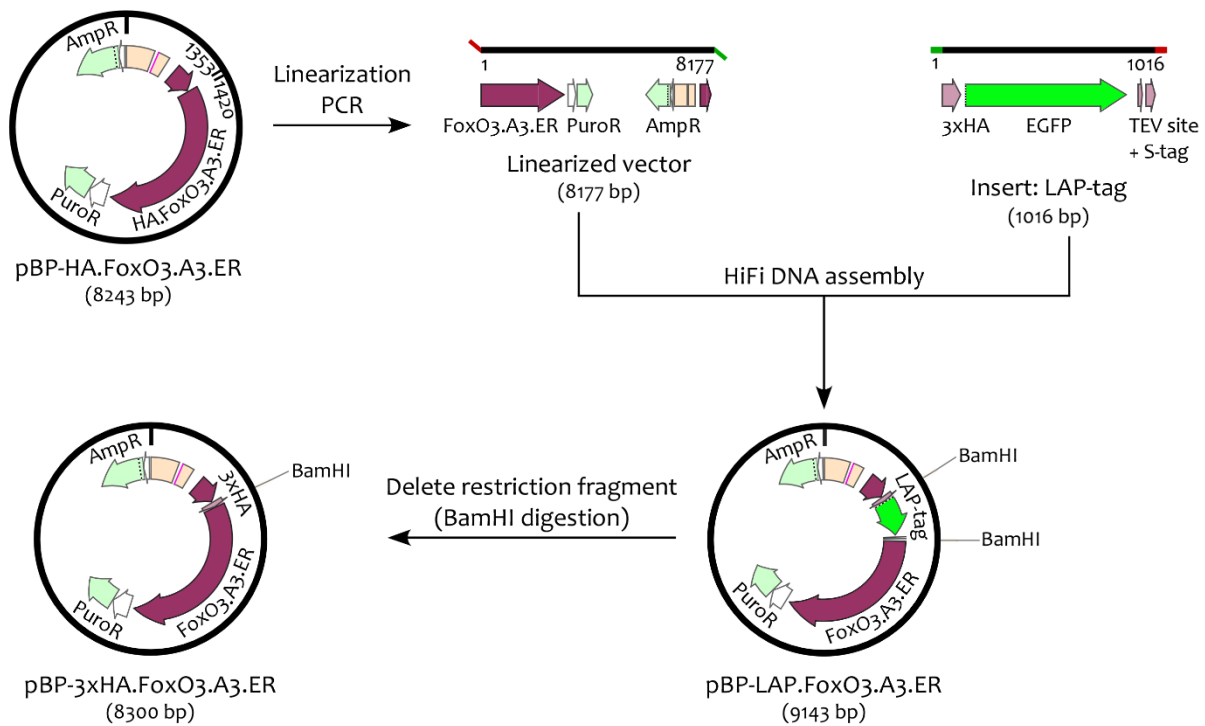 AmpR
1353
1420
HA.FoxO3.A3.ER
PuroR
pBP-HA.FoxO3.A3.ER
(8243 bp)
Linearization
PCR
1
8177
FoxO3.A3.ER
PuroR
AmpR
Linearized vector
(8177 bp)
1
1016
3xHA
EGFP
TEV site
+ S-tag
Insert: LAP-tag
(1016 bp)
HiFi DNA assembly
AmpR
LAP-tag
BamHI
BamHI
FoxO3.A3.ER
PuroR
pBP-LAP.FoxO3.A3.ER
(9143 bp)
Delete restriction fragment
(BamHI digestion)
AmpR
3xHA
BamHI
FoxO3.A3.ER
PuroR
pBP-3xHA.FoxO3.A3.ER
(8300 bp)